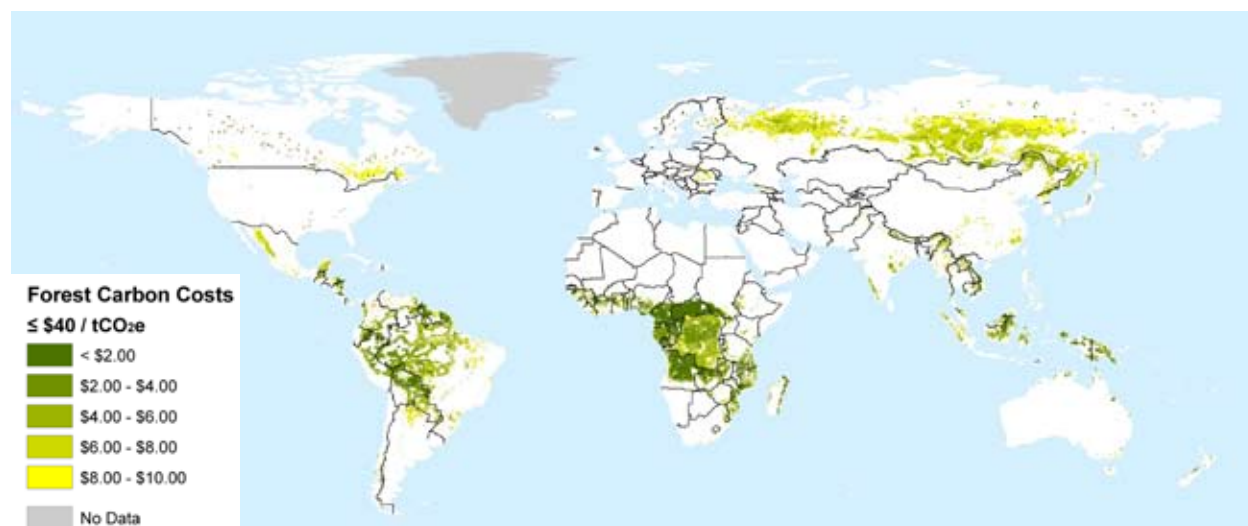 Forest Carbon Costs
≤ $40 / tCO₂e
< $2.00
$2.00 - $4.00
$4.00 - $6.00
$6.00 - $8.00
$8.00 - $10.00
No Data